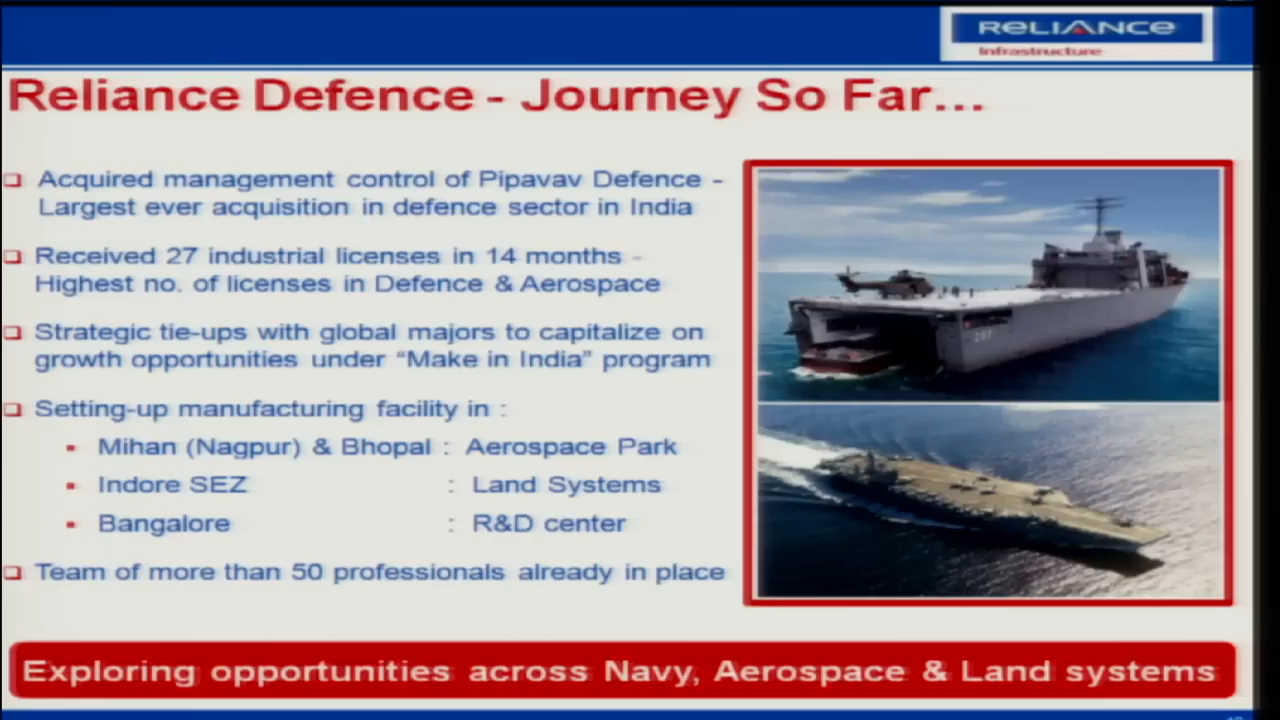 RELIANCE
Infrastructure
Reliance Defence - Journey So Far...
Acquired management control of Pipavav Defence -
Largest ever acquisition in defence sector in India
Received 27 industrial licenses in 14 months -
Highest no. of licenses in Defence & Aerospace
Strategic tie-ups with global majors to capitalize on
growth opportunities under “Make in India” program
Setting-up manufacturing facility in :
Mihan (Nagpur) & Bhopal : Aerospace Park
Indore SEZ : Land Systems
Bangalore : R&D center
Team of more than 50 professionals already in place
Exploring opportunities across Navy, Aerospace & Land systems